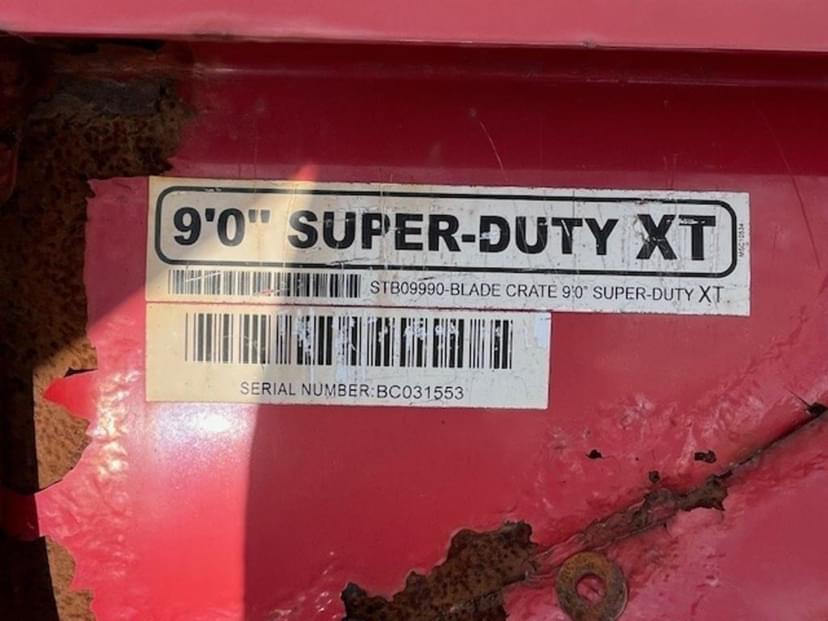 9'0" SUPER-DUTY XT
STB09990-BLADE CRATE 9'0" SUPER-DUTY XT
SERIAL NUMBER:BC031553